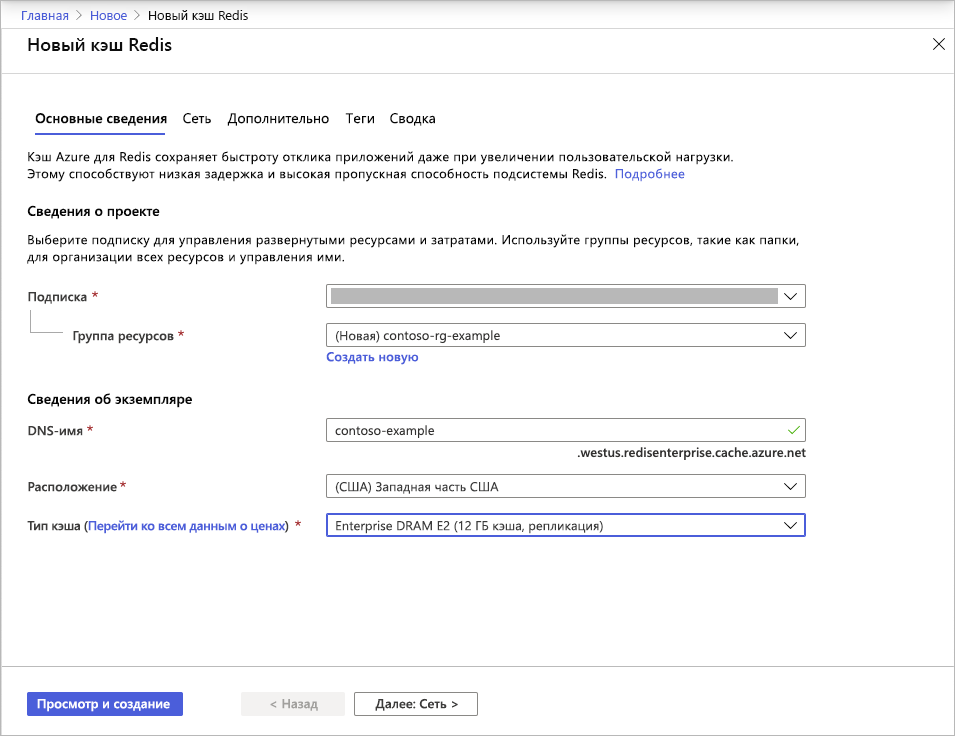 Главная > Новое > Новый кэш Redis
Новый кэш Redis
Основные сведения Сеть Дополнительно Теги Сводка
Кэш Azure для Redis сохраняет быстроту отклика приложений даже при увеличении пользовательской нагрузки.
Этому способствуют низкая задержка и высокая пропускная способность подсистемы Redis. Подробнее
Сведения о проекте
Выберите подписку для управления развернутыми ресурсами и затратами. Используйте группы ресурсов, такие как папки,
для организации всех ресурсов и управления ими.
Подписка *
Группа ресурсов * (Новая) contoso-rg-example
Создать новую
Сведения об экземпляре
DNS-имя * contoso-example
.westus.redisenterprise.cache.azure.net
Расположение * (США) Западная часть США
Тип кэша (Перейти ко всем данным о ценах) * Enterprise DRAM E2 (12 ГБ кэша, репликация)
Просмотр и создание < Назад Далее: Сеть >